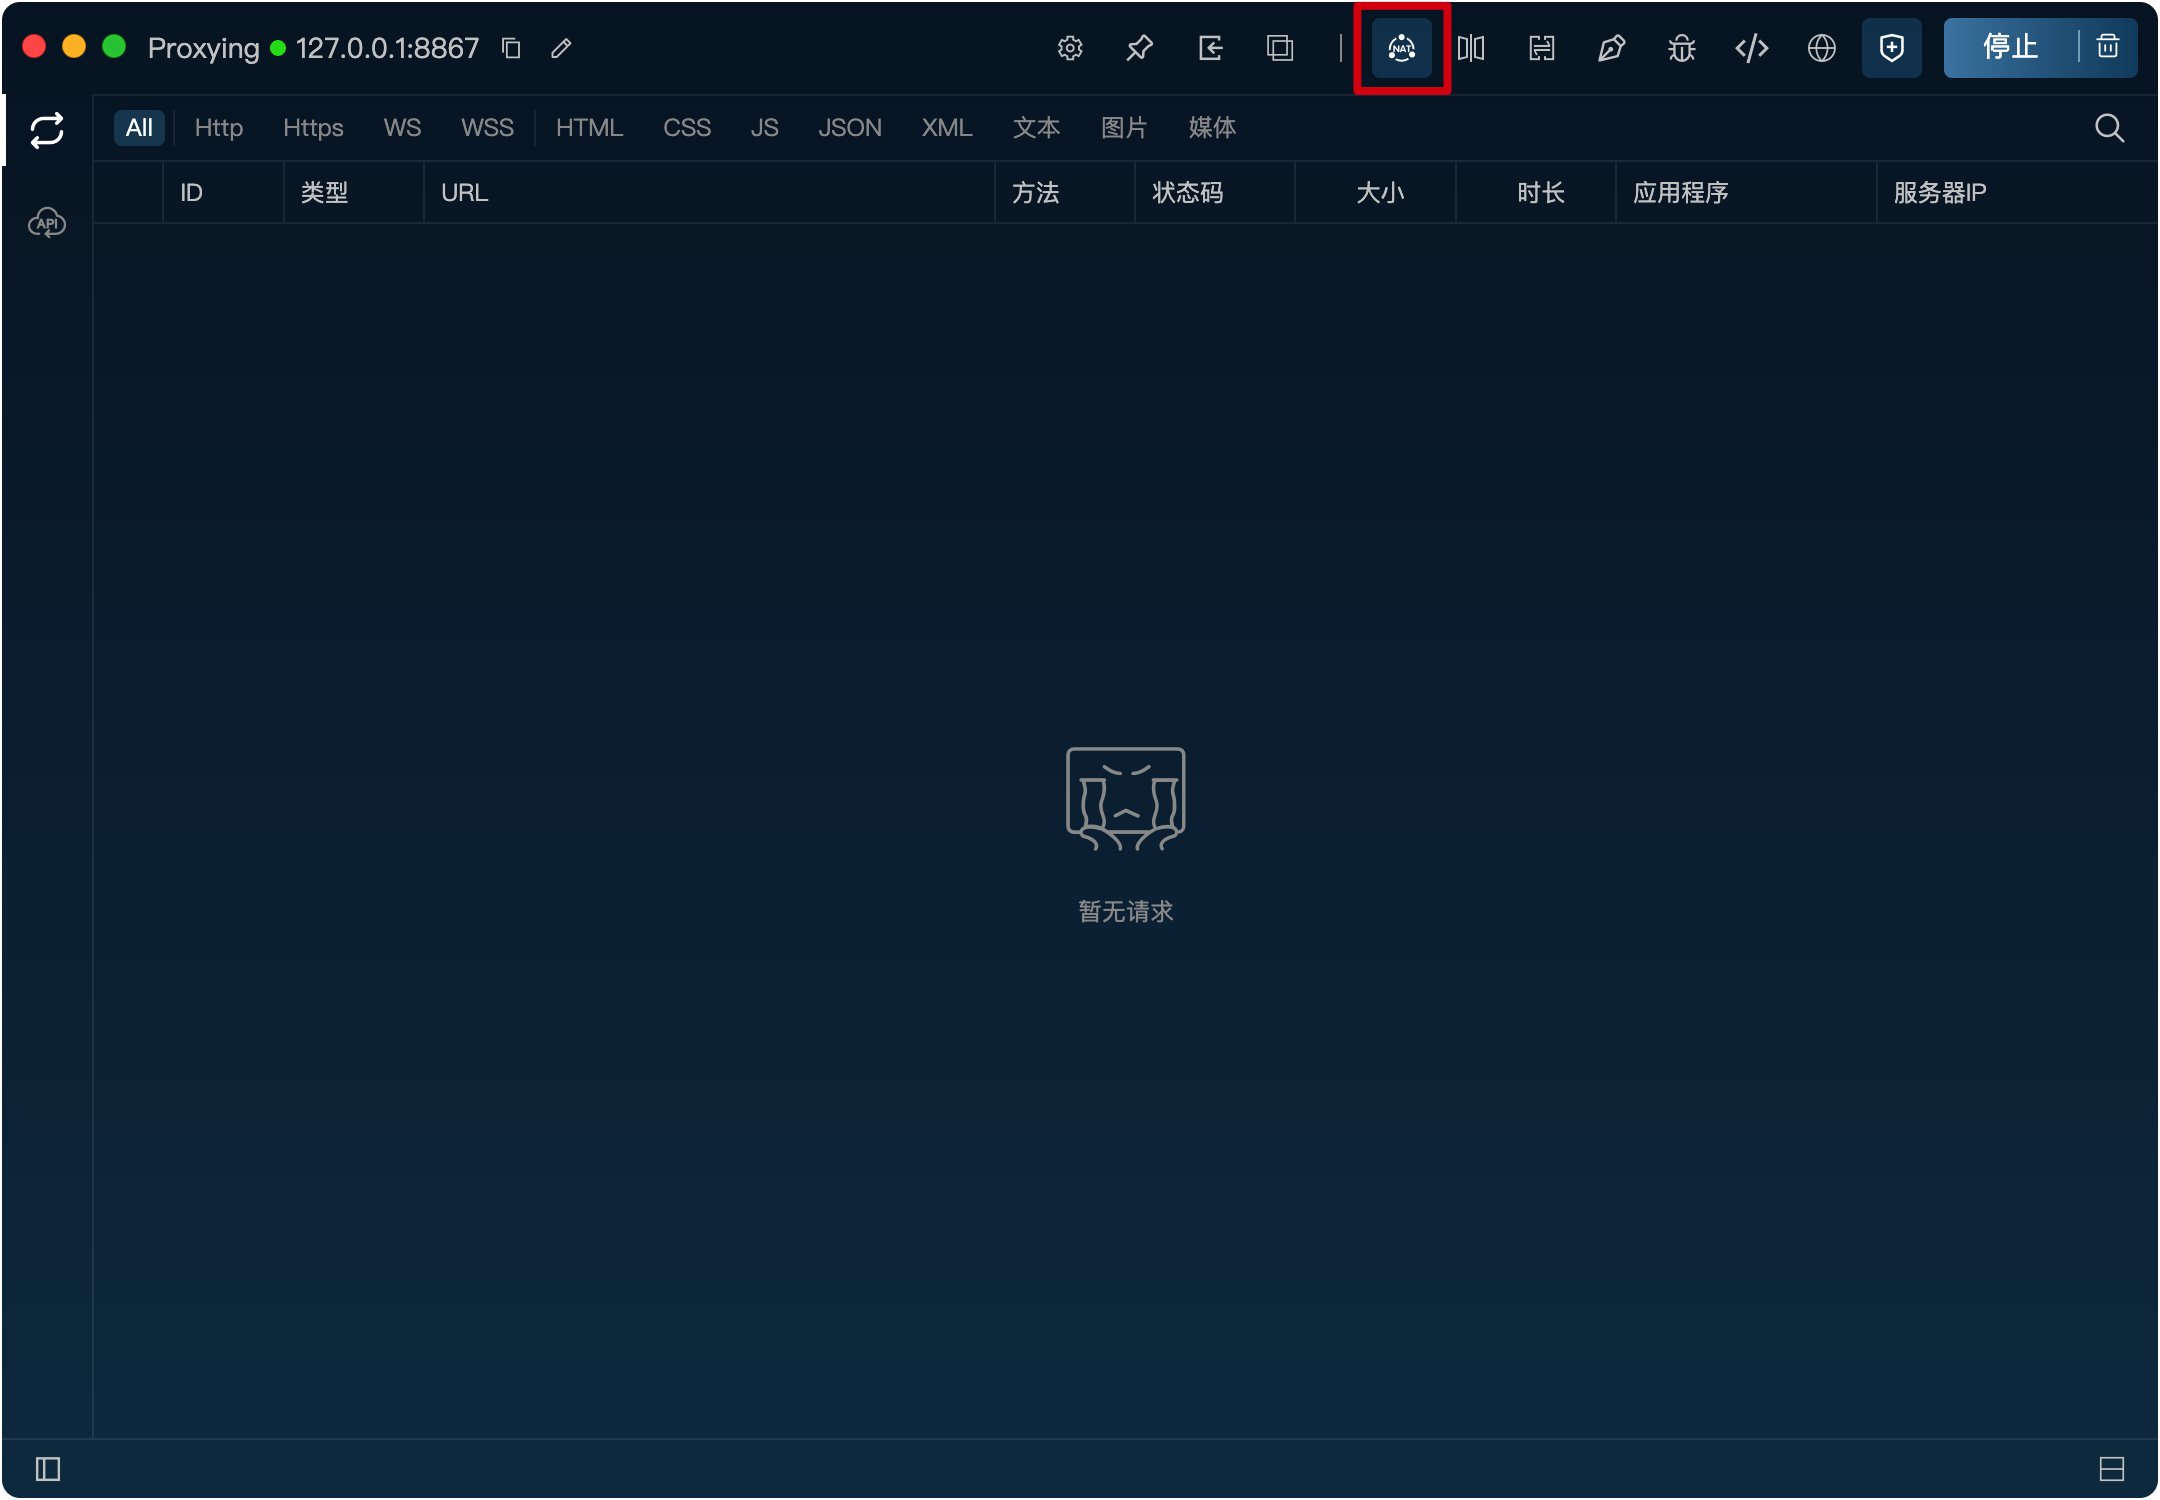 Proxying 127.0.0.1:8867
NAT
停止
All Http Https WS WSS HTML CSS JS JSON XML 文本 图片 媒体
ID 类型 URL 方法 状态码 大小 时长 应用程序 服务器IP
API
暂无请求